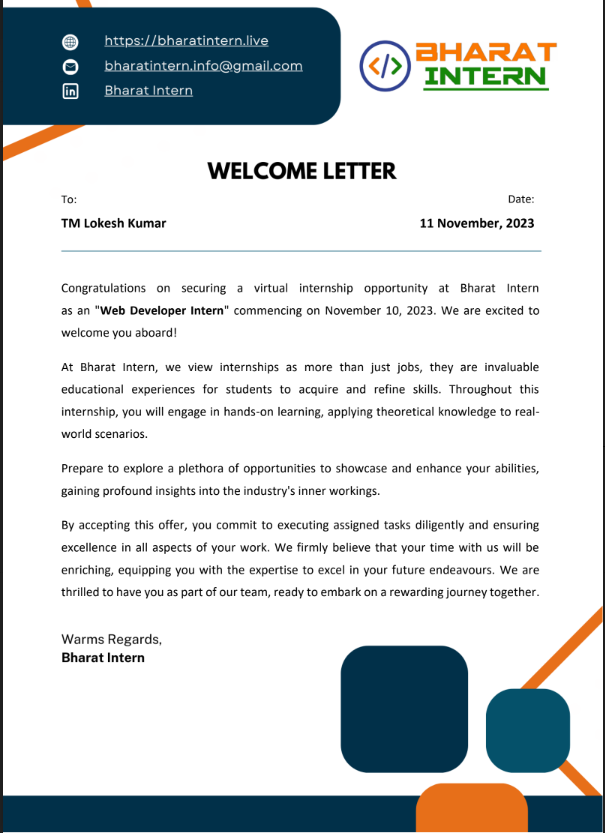 https://bharatintern.live
bharatintern.info@gmail.com
Bharat Intern
BHARAT
INTERN
WELCOME LETTER
To:
Date:
TM Lokesh Kumar
11 November, 2023
Congratulations on securing a virtual internship opportunity at Bharat Intern
as an "Web Developer Intern" commencing on November 10, 2023. We are excited to
welcome you aboard!
At Bharat Intern, we view internships as more than just jobs, they are invaluable
educational experiences for students to acquire and refine skills. Throughout this
internship, you will engage in hands-on learning, applying theoretical knowledge to real-
world scenarios.
Prepare to explore a plethora of opportunities to showcase and enhance your abilities,
gaining profound insights into the industry's inner workings.
By accepting this offer, you commit to executing assigned tasks diligently and ensuring
excellence in all aspects of your work. We firmly believe that your time with us will be
enriching, equipping you with the expertise to excel in your future endeavours. We are
thrilled to have you as part of our team, ready to embark on a rewarding journey together.
Warms Regards,
Bharat Intern